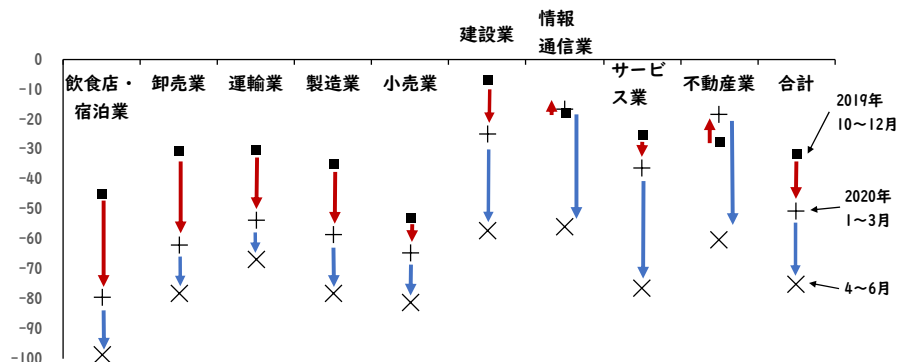 0
-10
-20
-30
-40
-50
-60
-70
-80
-90
-100
飲食店・
宿泊業
卸売業
運輸業
製造業
小売業
建設業
情報
通信業
サービ
ス業
不動産業
合計
2019年
10～12月
2020年
1～3月
4～6月